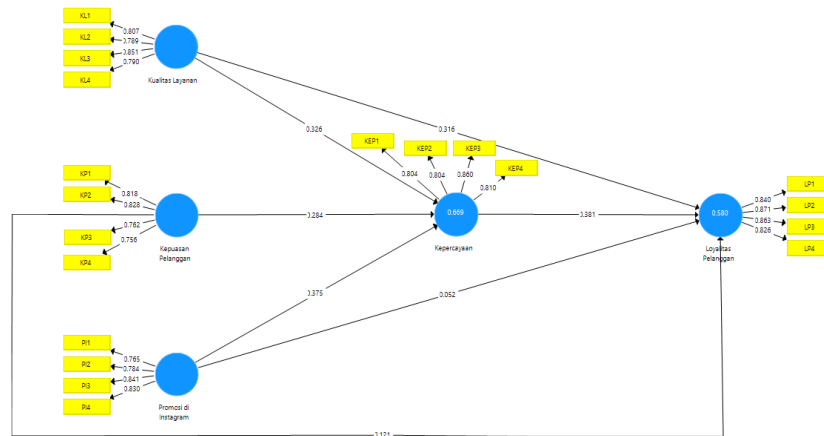 KL1
0.807
KL2
0.789
KL3
0.851
KL4
0.790
Kualitas Layanan
0.326
0.316
KEP1
KEP2
KEP3
KEP4
0.804
0.804
0.860
0.810
KP1
0.818
KP2
0.828
KP3
0.762
KP4
0.756
Kepuasan
Pelanggan
0.284
0.669
Kepercayaan
0.381
0.580
Loyalitas
Pelanggan
0.840
LP1
0.871
LP2
0.863
LP3
0.826
LP4
0.375
0.052
PI1
0.765
PI2
0.784
PI3
0.841
PI4
0.830
Promosi di
Instagram
0.121